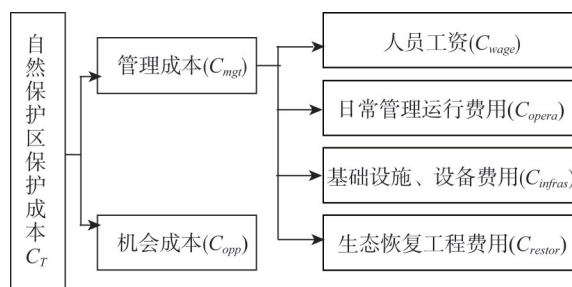 自然保护区保护成本C_T
管理成本(C_mgt)
机会成本(C_opp)
人员工资(C_wage)
日常管理运行费用(C_opera)
基础设施、设备费用(C_infras)
生态恢复工程费用(C_restor)